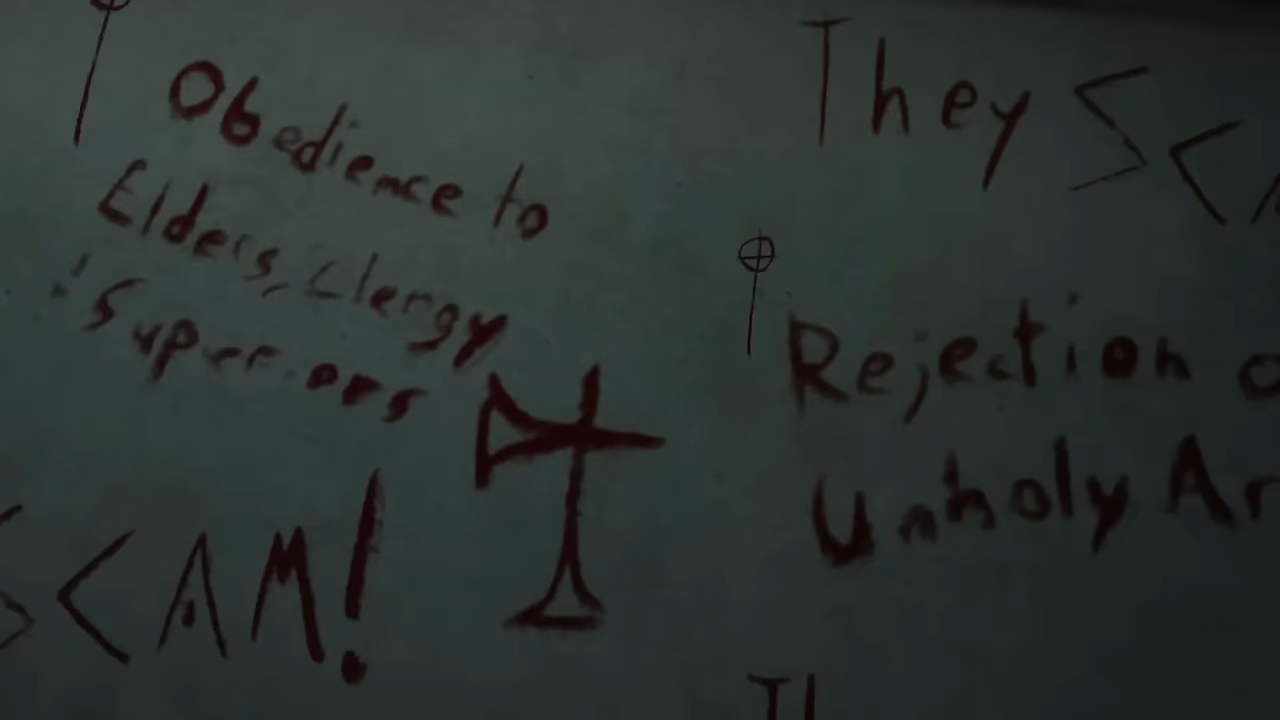 Obedience to
Elders, Clergy
Superiors
SCAM!
They
Rejection
Unholy